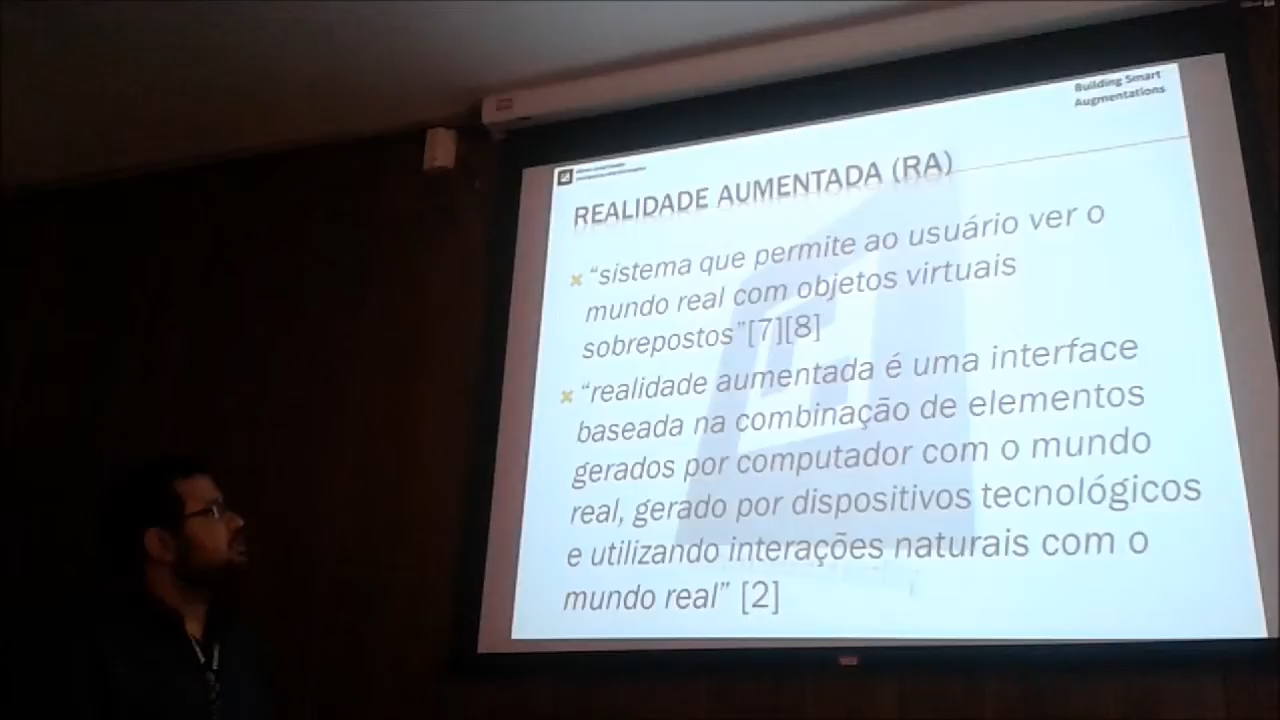 Building Smart
Augmentations
REALIDADE AUMENTADA (RA)
“sistema que permite ao usuário ver o
mundo real com objetos virtuais
sobrepostos”[7][8]
“realidade aumentada é uma interface
baseada na combinação de elementos
gerados por computador com o mundo
real, gerado por dispositivos tecnológicos
e utilizando interações naturais com o
mundo real” [2]